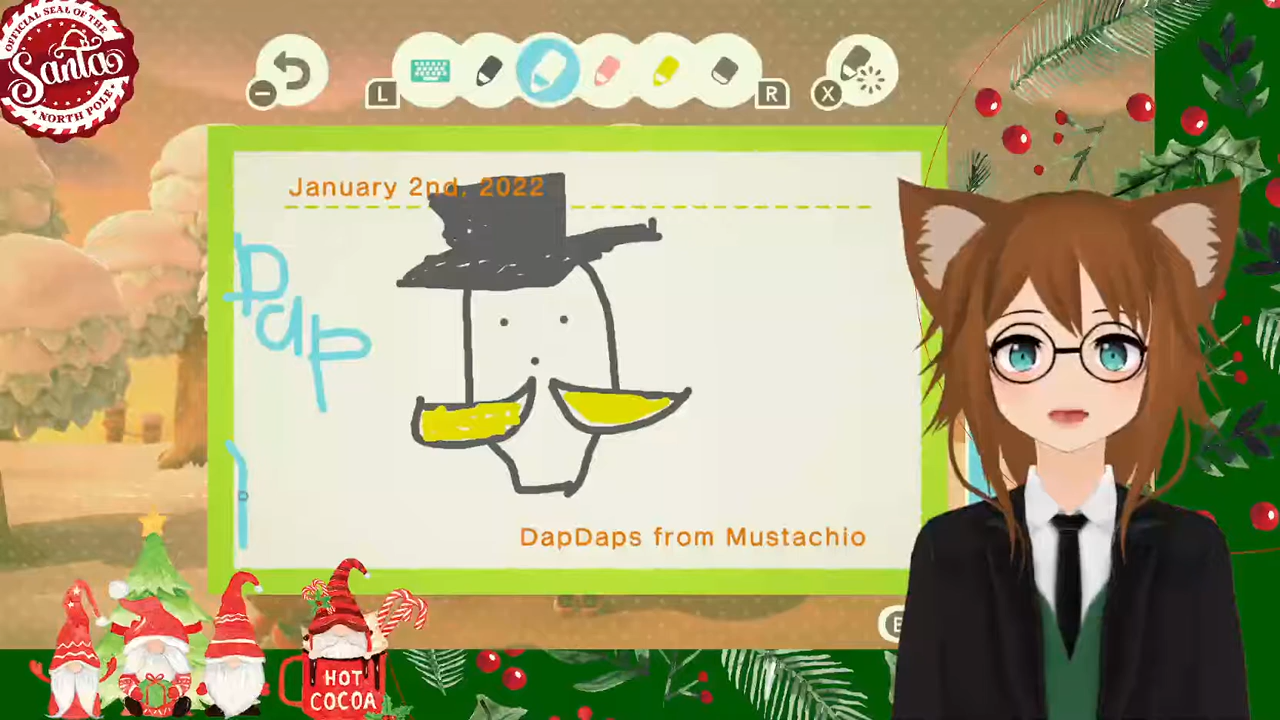 OFFICIAL SEAL OF THE
Santa
NORTH POLE
L
R
X
January 2nd, 2022
Dap
DapDaps from Mustachio
HOT
COCOA